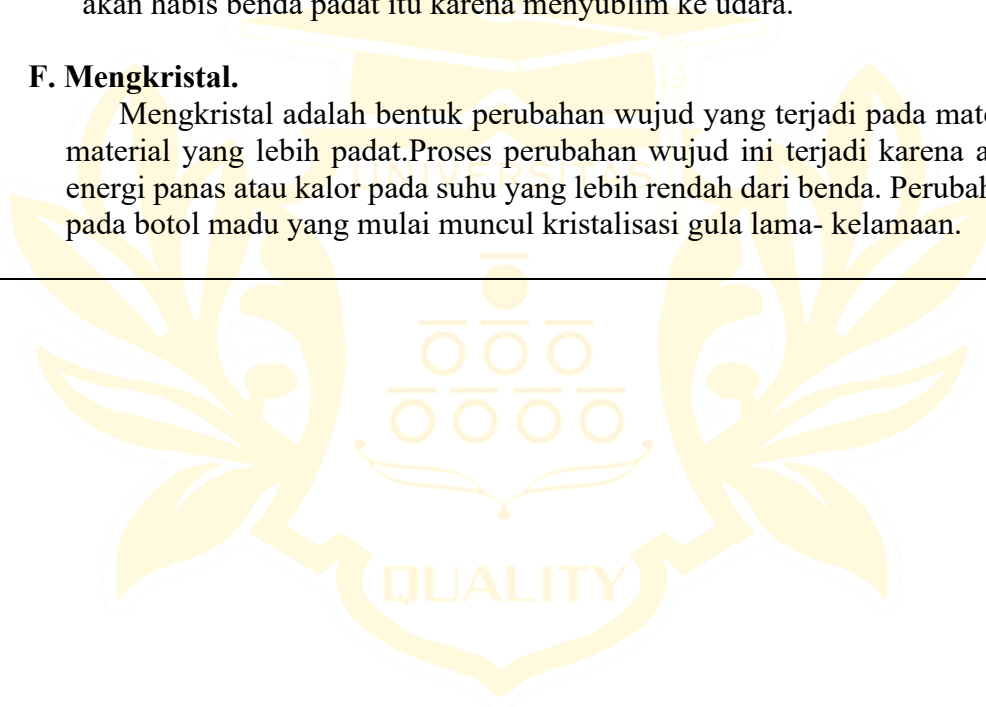 akan habis benda padat itu karena menyublim ke udara.
F. Mengkristal.
Mengkristal adalah bentuk perubahan wujud yang terjadi pada
material yang lebih padat.Proses perubahan wujud ini terjadi karena
energi panas atau kalor pada suhu yang lebih rendah dari benda.
pada botol madu yang mulai muncul kristalisasi gula lama- kelamaan.
UNIVERSITAS
QUALITY